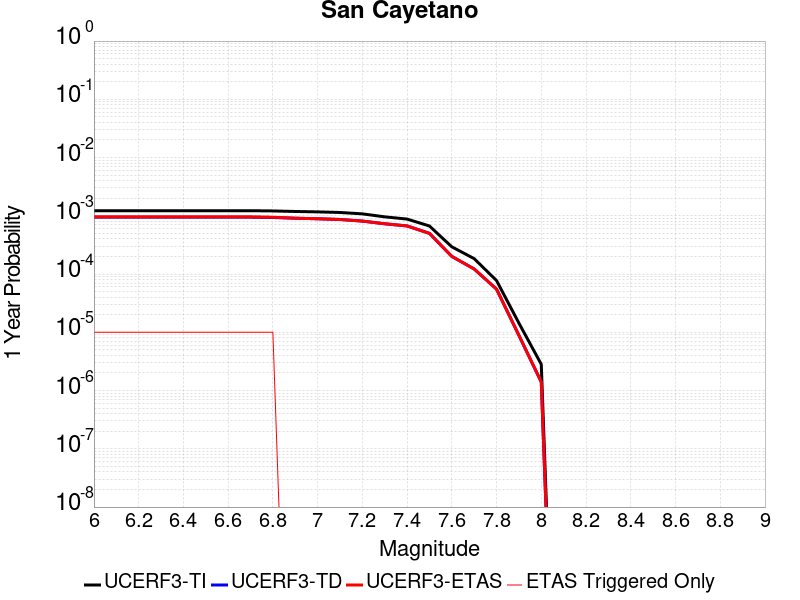 San Cayetano
10^0
10^-1
10^-2
10^-3
10^-4
10^-5
10^-6
10^-7
10^-8
1 Year Probability
6 6.2 6.4 6.6 6.8 7 7.2 7.4 7.6 7.8 8 8.2 8.4 8.6 8.8 9
Magnitude
UCERF3-TI UCERF3-TD UCERF3-ETAS ETAS Triggered Only